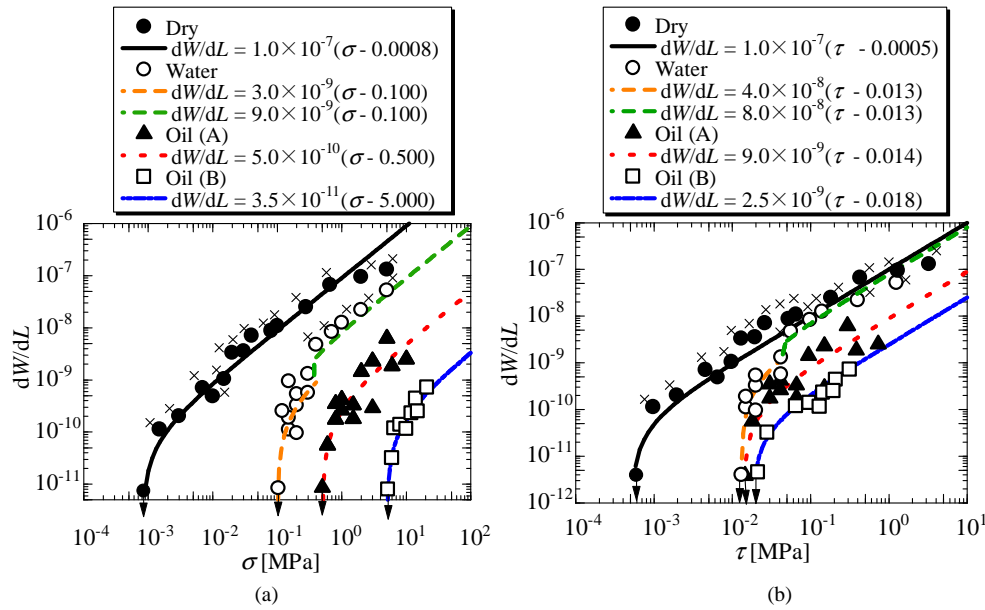 Dry
dW/dL = 1.0×10⁻⁷(σ - 0.0008)
Water
dW/dL = 3.0×10⁻⁹(σ - 0.100)
dW/dL = 9.0×10⁻⁹(σ - 0.100)
Oil (A)
dW/dL = 5.0×10⁻¹⁰(σ - 0.500)
Oil (B)
dW/dL = 3.5×10⁻¹¹(σ - 5.000)
10⁻⁶
10⁻⁷
10⁻⁸
10⁻⁹
10⁻¹⁰
10⁻¹¹
dW/dL
10⁻⁴ 10⁻³ 10⁻² 10⁻¹ 10⁰ 10¹ 10²
σ [MPa]
(a)
Dry
dW/dL = 1.0×10⁻⁷(τ - 0.0005)
Water
dW/dL = 4.0×10⁻⁸(τ - 0.013)
dW/dL = 8.0×10⁻⁸(τ - 0.013)
Oil (A)
dW/dL = 9.0×10⁻⁹(τ - 0.014)
Oil (B)
dW/dL = 2.5×10⁻⁹(τ - 0.018)
10⁻⁶
10⁻⁷
10⁻⁸
10⁻⁹
10⁻¹⁰
10⁻¹¹
10⁻¹²
dW/dL
10⁻⁴ 10⁻³ 10⁻² 10⁻¹ 10⁰ 10¹
τ [MPa]
(b)